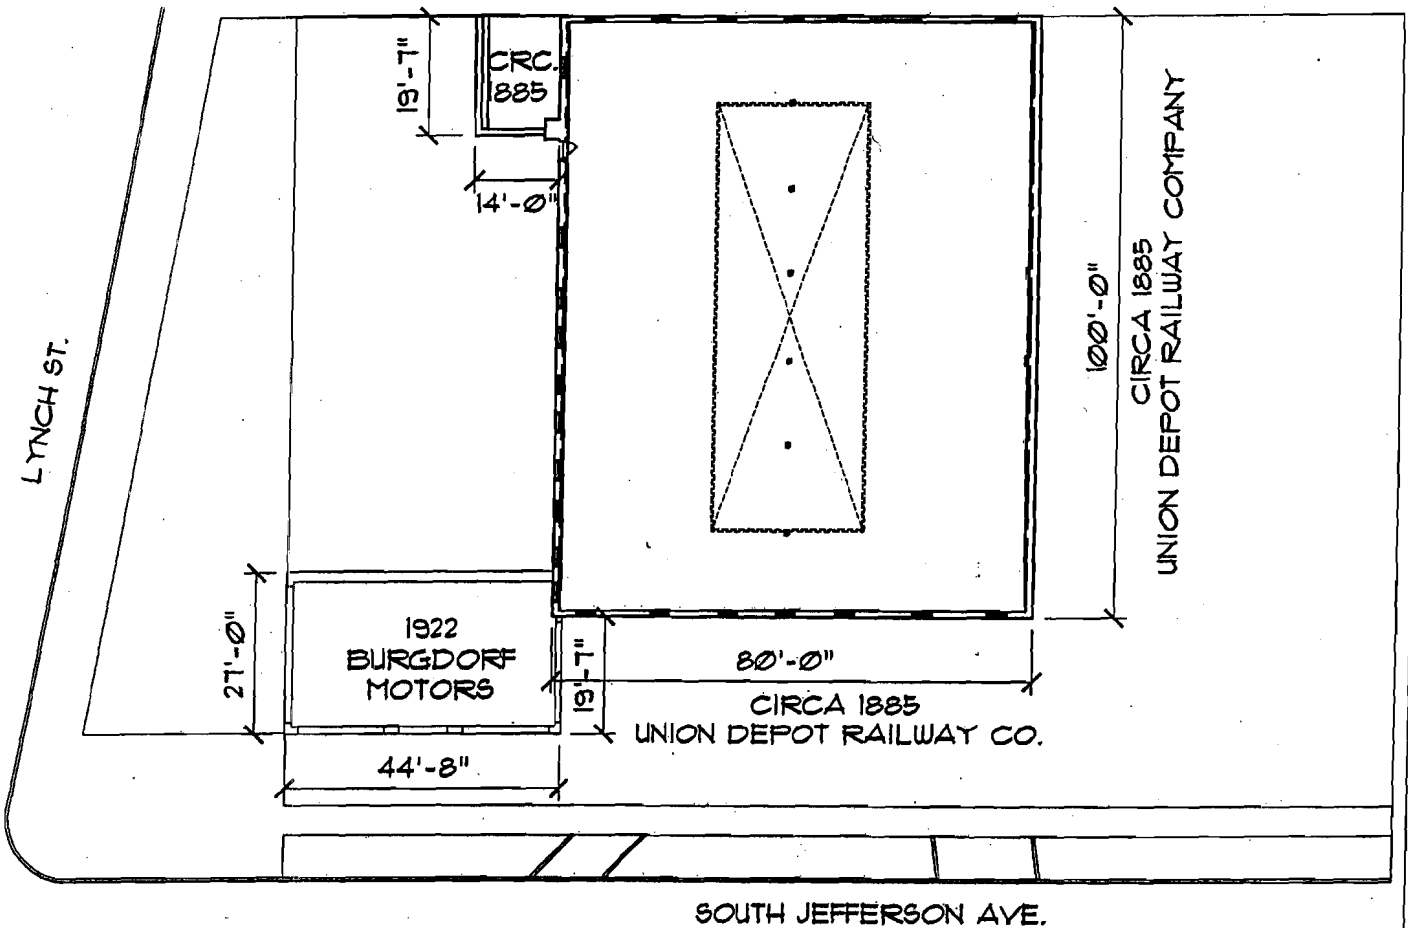 19'-7"
CRC.
1885
14'-0"
100'-0"
CIRCA 1885
UNION DEPOT RAILWAY COMPANY
LYNCH ST.
27'-0"
1922
BURGDORF
MOTORS
19'-7"
80'-0"
CIRCA 1885
UNION DEPOT RAILWAY CO.
44'-8"
SOUTH JEFFERSON AVE.